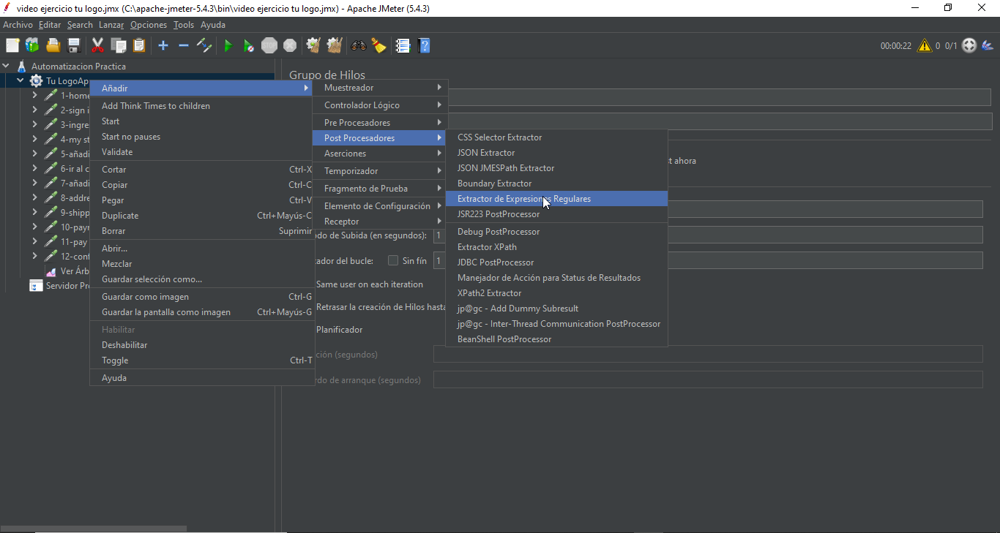 video ejercicio tu logo.jmx (C:\apache-jmeter-5.4.3\bin\video ejercicio tu logo.jmx) - Apache JMeter (5.4.3)
Archivo Editar Search Lanzar Opciones Tools Ayuda
STOP
00:00:22 0 0/1
Automatizacion Practica
Tu LogoAp
1-home
2-sign i
3-ingre
4-my st
5-añadi
6-ir al c
7-añadi
8-addre
9-shipp
10-payr
11-pay
12-conf
Ver Árb
Servidor Pr
Añadir
Add Think Times to children
Start
Start no pauses
Validate
Cortar Ctrl-X
Copiar Ctrl-C
Pegar Ctrl-V
Duplicate Ctrl+Mayús-C
Borrar Suprimir
Abrir...
Mezclar
Guardar selección como...
Guardar como imagen Ctrl-G
Guardar la pantalla como imagen Ctrl+Mayús-G
Habilitar
Deshabilitar
Toggle Ctrl-T
Ayuda
Grupo de Hilos
Muestreador
Controlador Lógico
Pre Procesadores
Post Procesadores
Aserciones
Temporizador
Fragmento de Prueba
Elemento de Configuración
Receptor
CSS Selector Extractor
JSON Extractor
JSON JMESPath Extractor
Boundary Extractor
Extractor de Expresiones Regulares
JSR223 PostProcessor
Debug PostProcessor
Extractor XPath
JDBC PostProcessor
Manejador de Acción para Status de Resultados
XPath2 Extractor
jp@gc - Add Dummy Subresult
jp@gc - Inter-Thread Communication PostProcessor
BeanShell PostProcessor
t ahora
do de Subida (en segundos): 1
ador del bucle: Sin fín 1
Same user on each iteration
Retrasar la creación de Hilos hasta
Planificador
ción (segundos)
rdo de arranque (segundos)